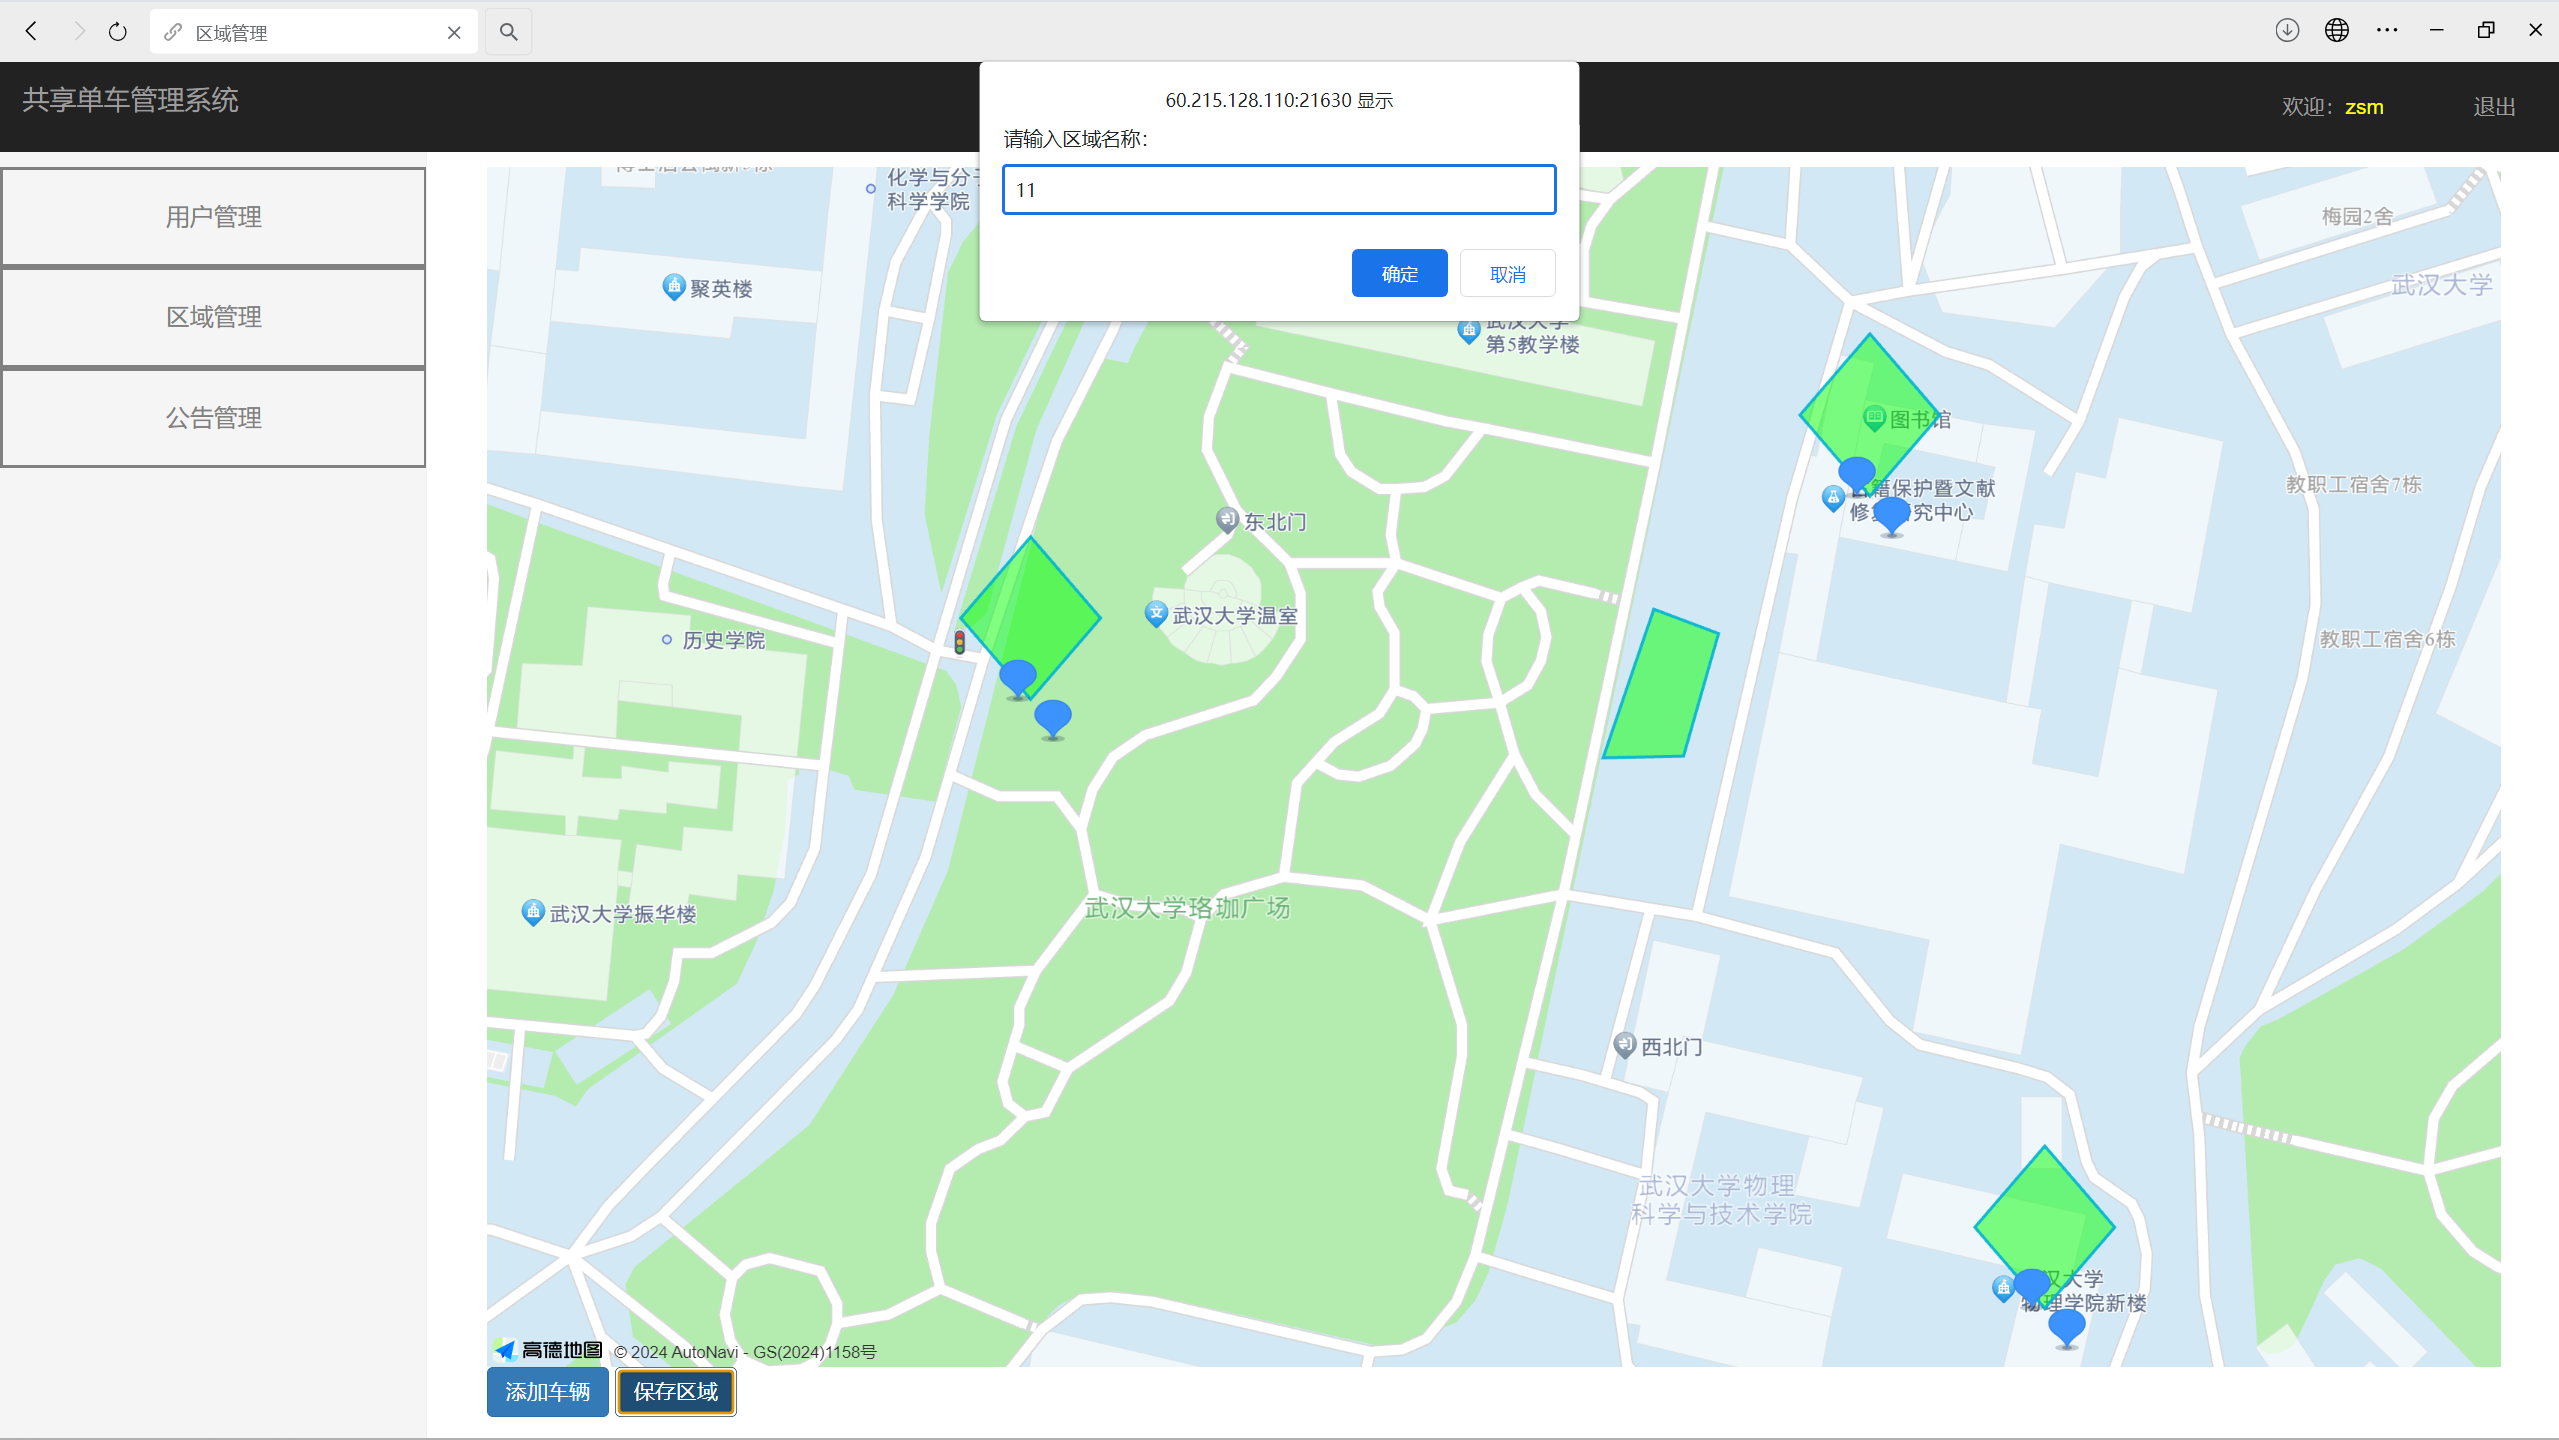 区域管理
共享单车管理系统
欢迎：zsm
退出
60.215.128.110:21630 显示
请输入区域名称：
11
确定
取消
用户管理
区域管理
公告管理
化学与分子
科学学院
梅园2舍
聚英楼
武汉大学
武汉大学
第5教学楼
图书馆
教职工宿舍7栋
籍保护暨文献
修复研究中心
东北门
武汉大学温室
历史学院
教职工宿舍6栋
武汉大学珞珈广场
武汉大学振华楼
西北门
武汉大学物理
科学与技术学院
汉大学
物理学院新楼
高德地图
© 2024 AutoNavi - GS(2024)1158号
添加车辆
保存区域